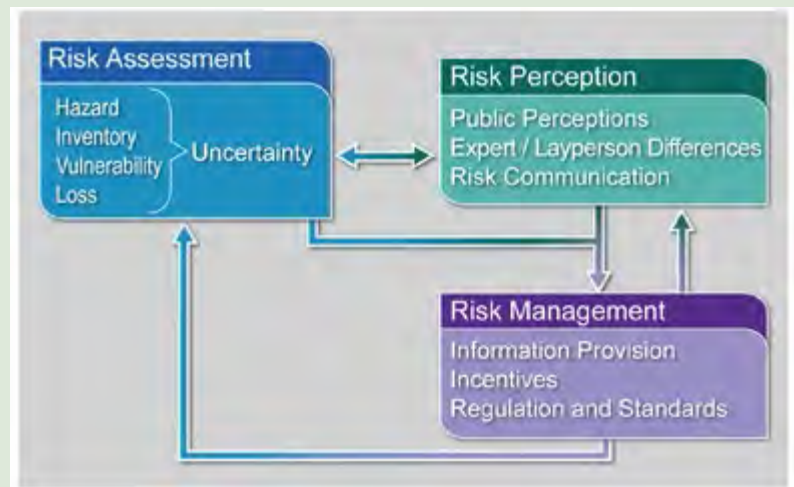 Risk Assessment
Hazard
Inventory
Vulnerability
Loss
Uncertainty
Risk Perception
Public Perceptions
Expert / Layperson Differences
Risk Communication
Risk Management
Information Provision
Incentives
Regulation and Standards